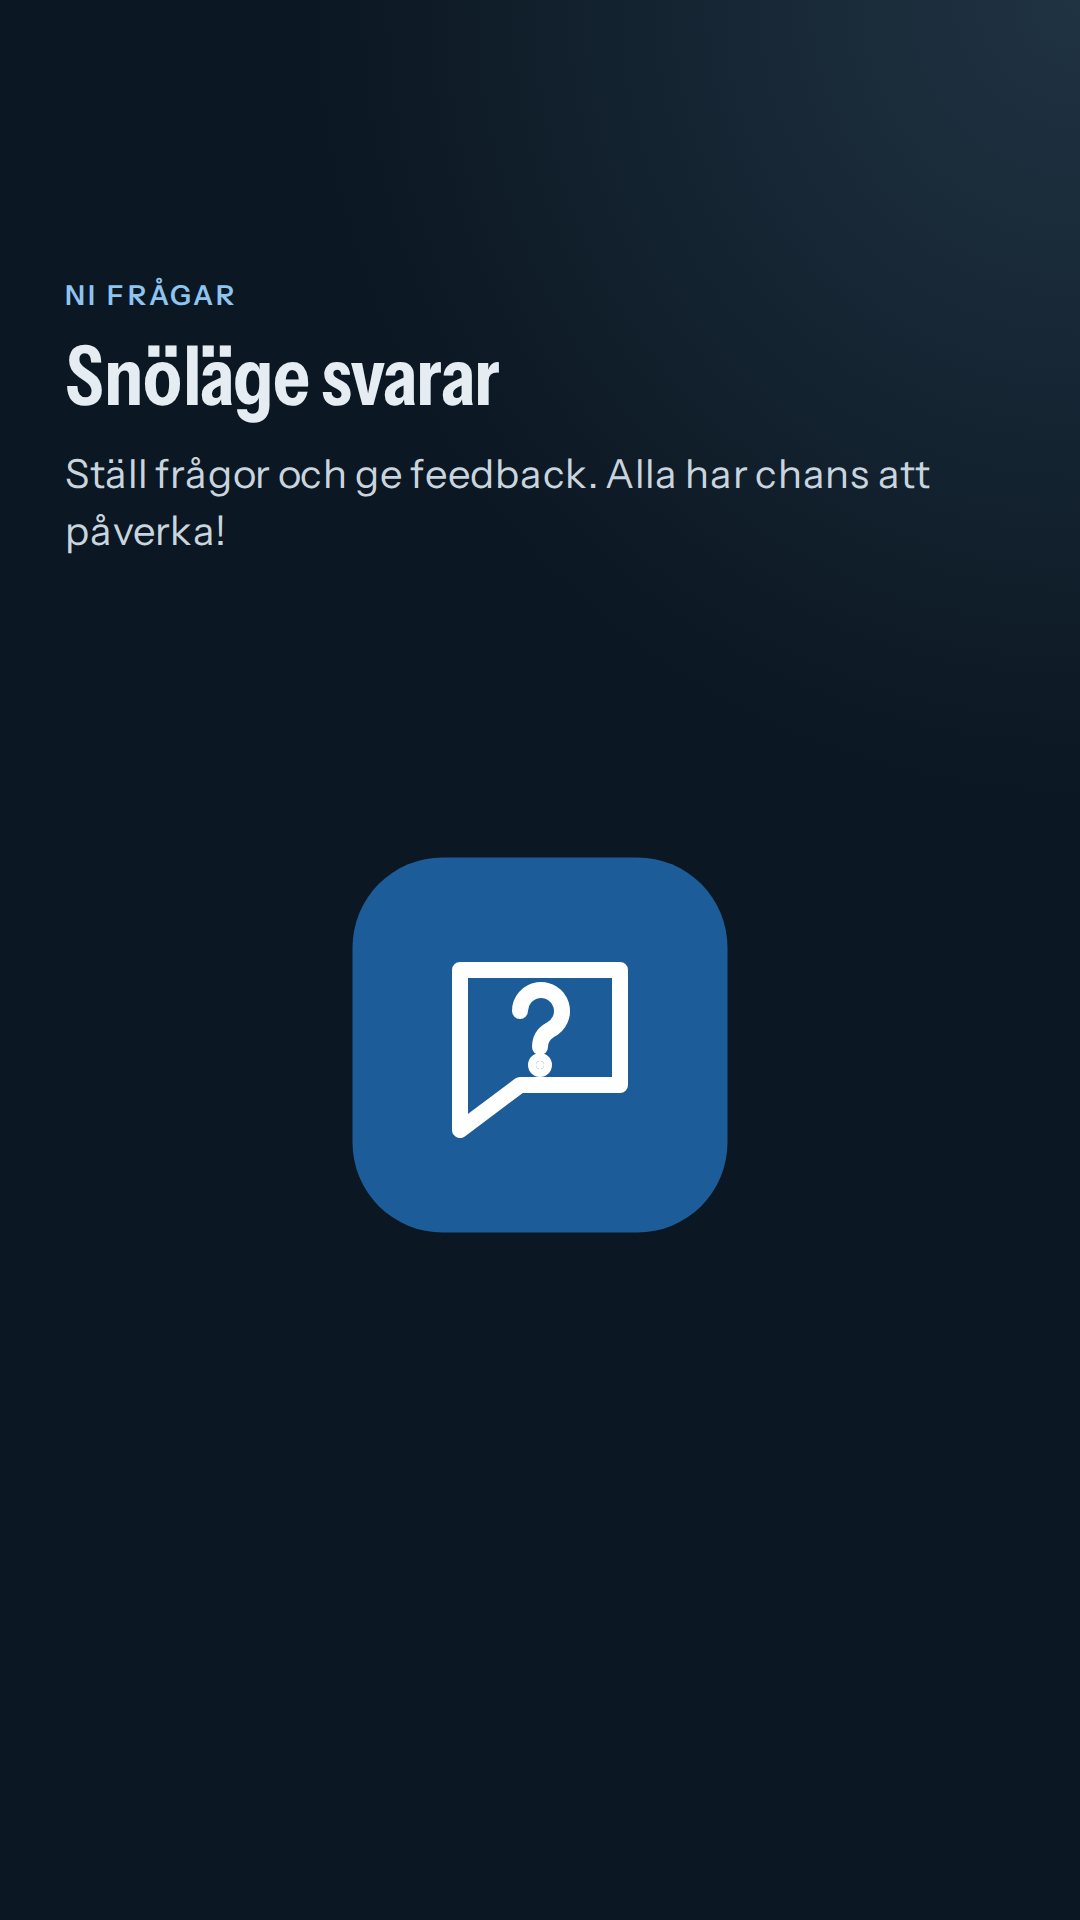 NI FRÅGAR
Snöläge svarar
Ställ frågor och ge feedback. Alla har chans att
påverka!
?